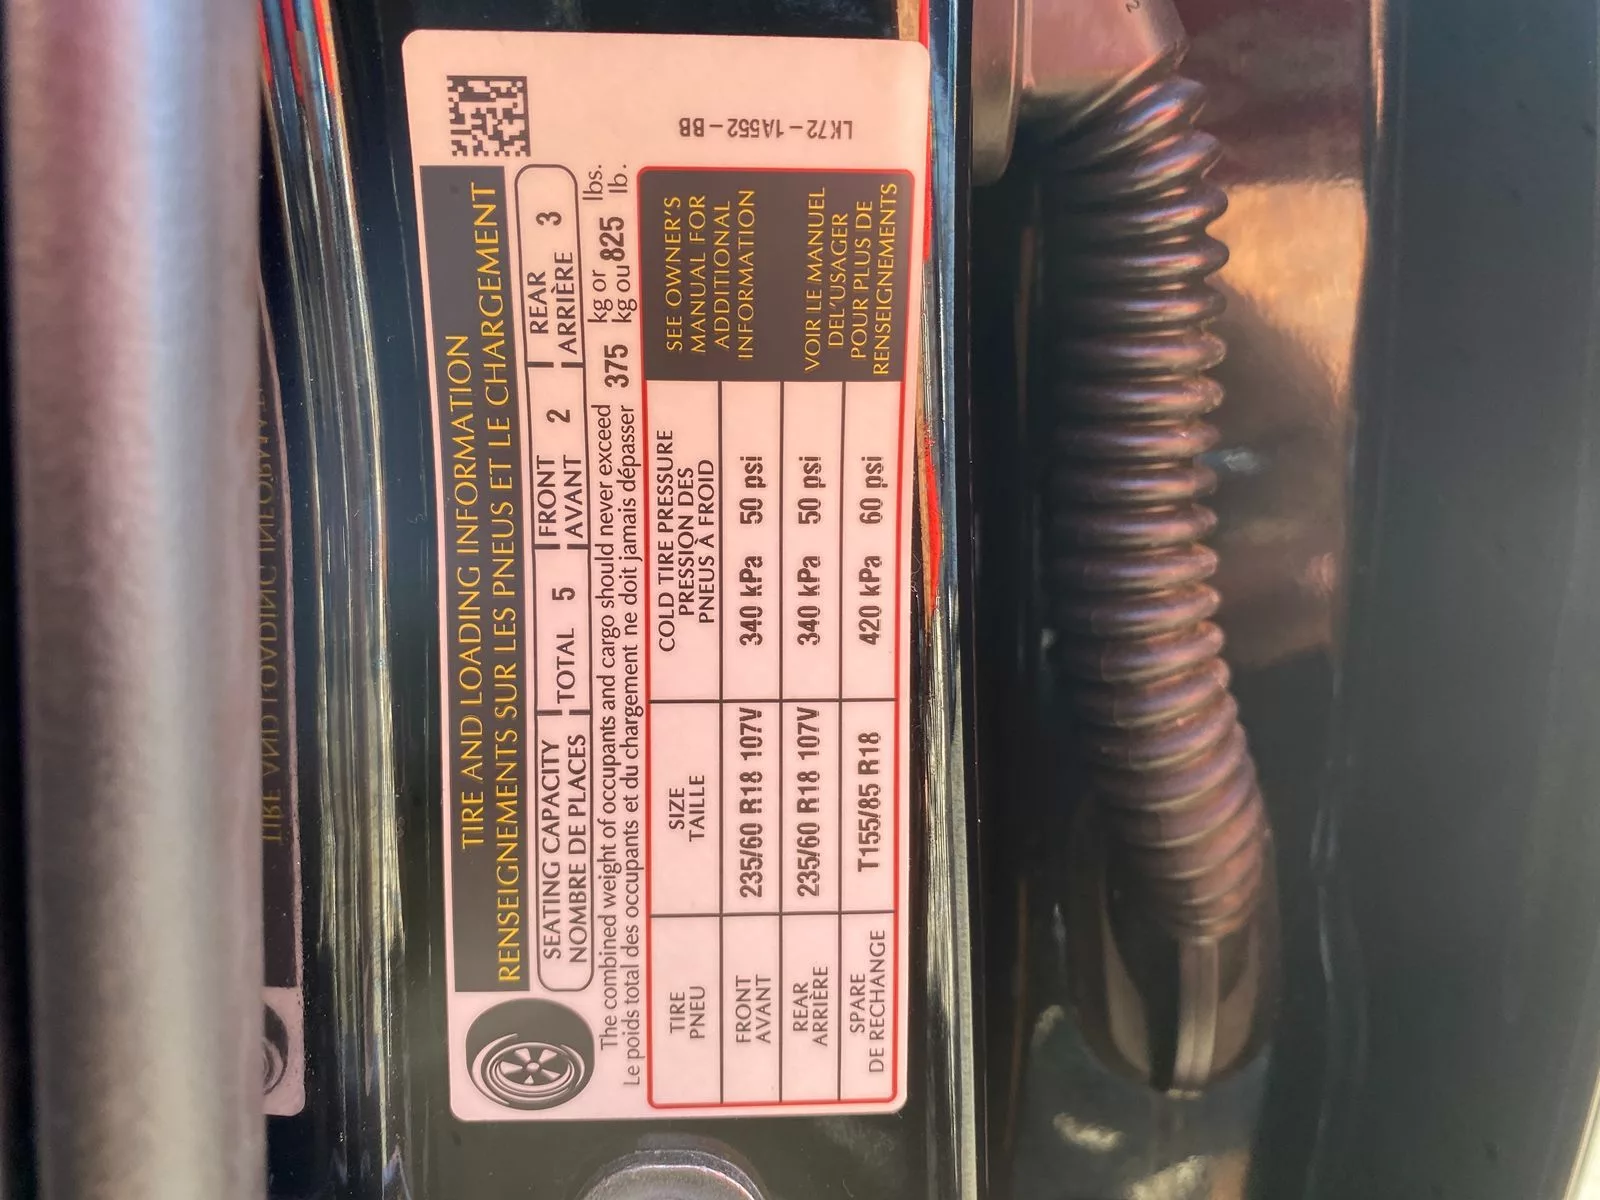 TIRE AND LOADING INFORMATION
RENSEIGNEMENTS SUR LES PNEUS ET LE CHARGEMENT
SEATING CAPACITY
NOMBRE DE PLACES
TOTAL 5
FRONT
AVANT 2
REAR
ARRIÈRE 3
The combined weight of occupants and cargo should never exceed 375 kg or 825 lbs.
Le poids total des occupants et du chargement ne doit jamais dépasser kg ou lb.
TIRE
PNEU
SIZE
TAILLE
COLD TIRE PRESSURE
PRESSION DES
PNEUS À FROID
FRONT
AVANT
235/60 R18 107V
340 kPa 50 psi
REAR
ARRIÈRE
235/60 R18 107V
340 kPa 50 psi
SPARE
DE RECHANGE
T155/85 R18
420 kPa 60 psi
SEE OWNER'S
MANUAL FOR
ADDITIONAL
INFORMATION
VOIR LE MANUEL
DEL'USAGER
POUR PLUS DE
RENSEIGNEMENTS
LK72-1A552-BB